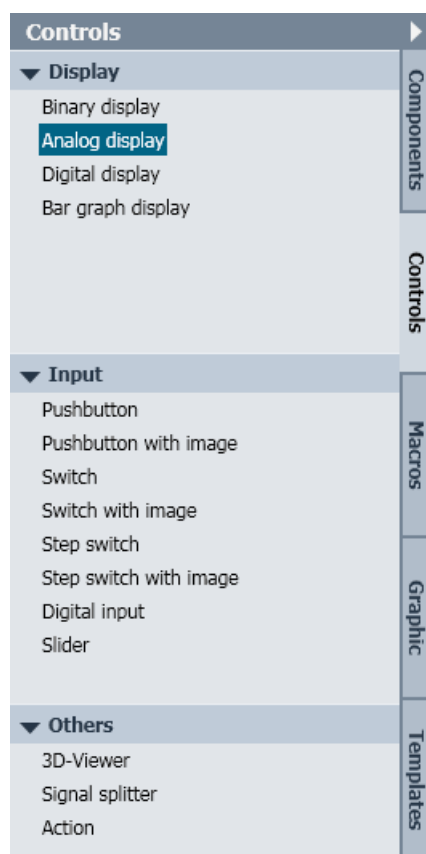 Controls
Display
Binary display
Analog display
Digital display
Bar graph display
Input
Pushbutton
Pushbutton with image
Switch
Switch with image
Step switch
Step switch with image
Digital input
Slider
Others
3D-Viewer
Signal splitter
Action
Components
Controls
Macros
Graphic
Templates